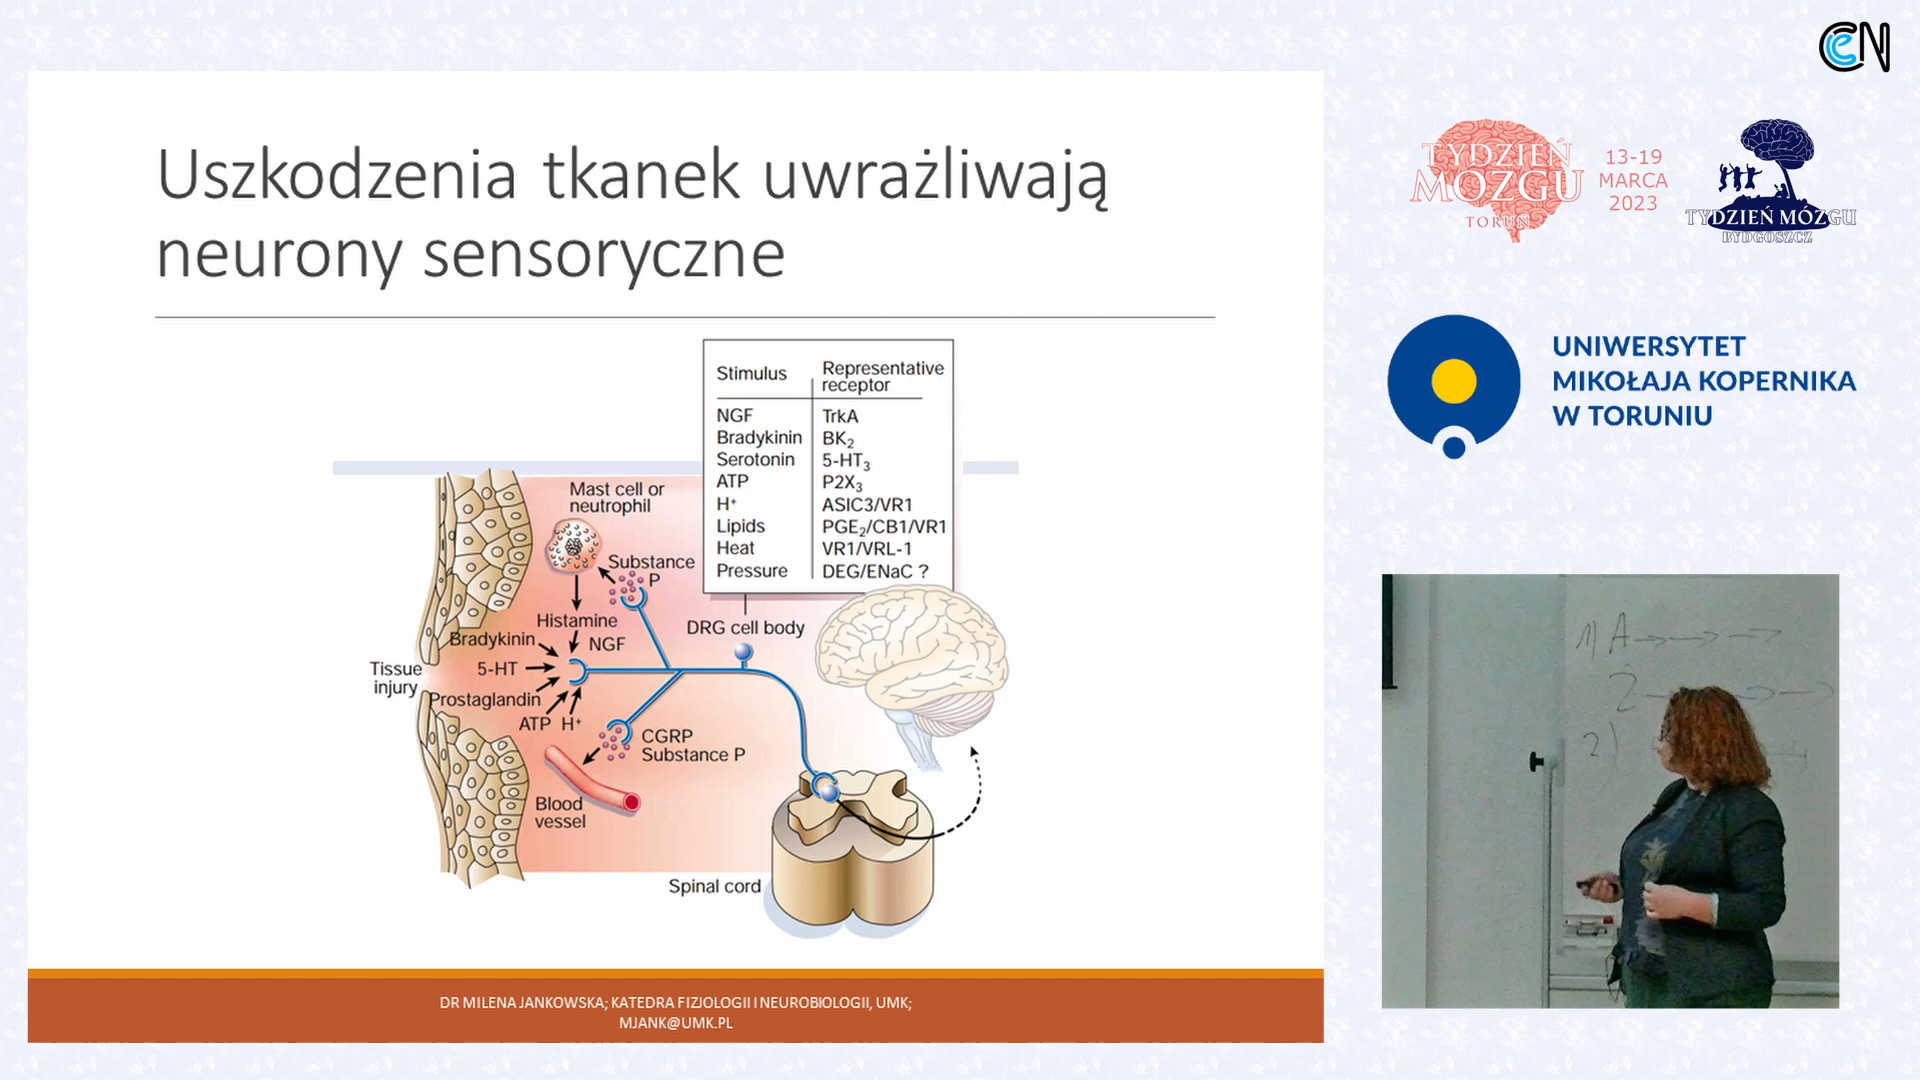 CeN
TYDZIEŃ
MÓZGU
TORUŃ
13-19
MARCA
2023
TYDZIEŃ MÓZGU
BYDGOSZCZ
UNIWERSYTET
MIKOŁAJA KOPERNIKA
W TORUNIU
Uszkodzenia tkanek uwrażliwają
neurony sensoryczne
Stimulus
Representative
receptor
NGF TrkA
Bradykinin BK₂
Serotonin 5-HT₃
ATP P2X₃
H⁺ ASIC3/VR1
Lipids PGE₂/CB1/VR1
Heat VR1/VRL-1
Pressure DEG/ENaC ?
Mast cell or
neutrophil
Substance
P
Histamine
NGF
Bradykinin
5-HT
Prostaglandin
ATP H⁺
Tissue
injury
DRG cell body
CGRP
Substance P
Blood
vessel
Spinal cord
1) A
2
2)
DR MILENA JANKOWSKA; KATEDRA FIZJOLOGII I NEUROBIOLOGII, UMK;
MJANK@UMK.PL